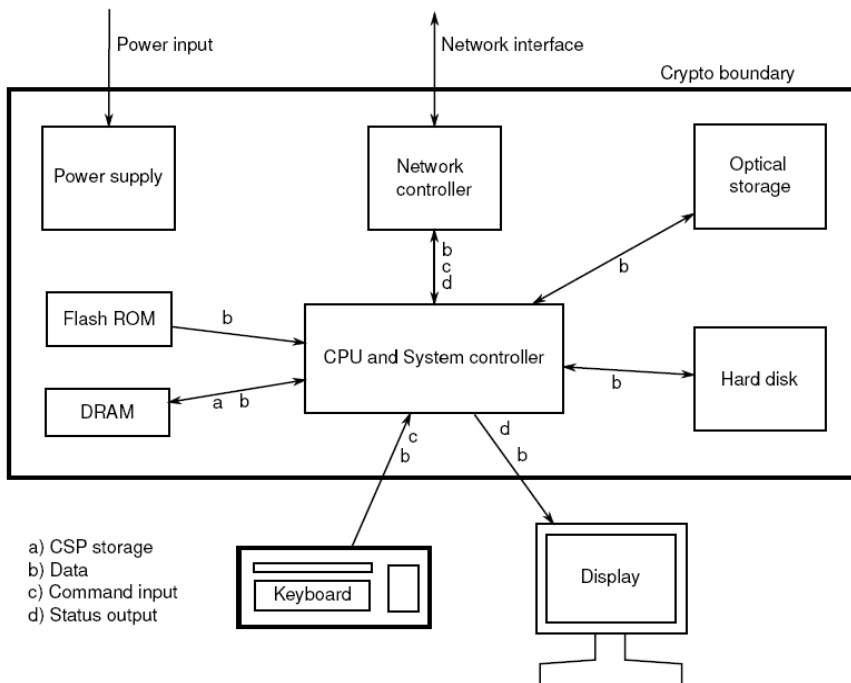 Power input
Network interface
Crypto boundary
Power supply
Network
controller
Optical
storage
b
c
d
b
Flash ROM
b
CPU and System controller
b
Hard disk
DRAM
a b
c
b
d
b
a) CSP storage
b) Data
c) Command input
d) Status output
Keyboard
Display